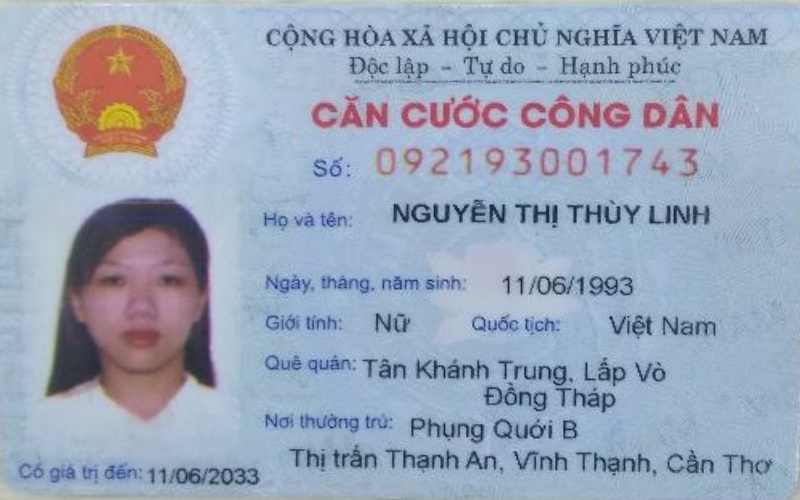 CỘNG HÒA XÃ HỘI CHỦ NGHĨA VIỆT NAM
Độc lập - Tự do - Hạnh phúc
CĂN CƯỚC CÔNG DÂN
Số: 092193001743
Họ và tên: NGUYỄN THỊ THÙY LINH
Ngày, tháng, năm sinh: 11/06/1993
Giới tính: Nữ Quốc tịch: Việt Nam
Quê quán: Tân Khánh Trung, Lấp Vò
Đồng Tháp
Nơi thường trú: Phụng Quới B
Thị trấn Thạnh An, Vĩnh Thạnh, Cần Thơ
Có giá trị đến: 11/06/2033